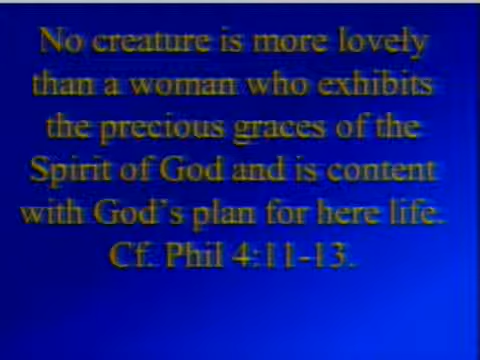 No creature is more lovely
than a woman who exhibits
the precious graces of the
Spirit of God and is content
with God's plan for here life.
Cf. Phil 4:11-13.